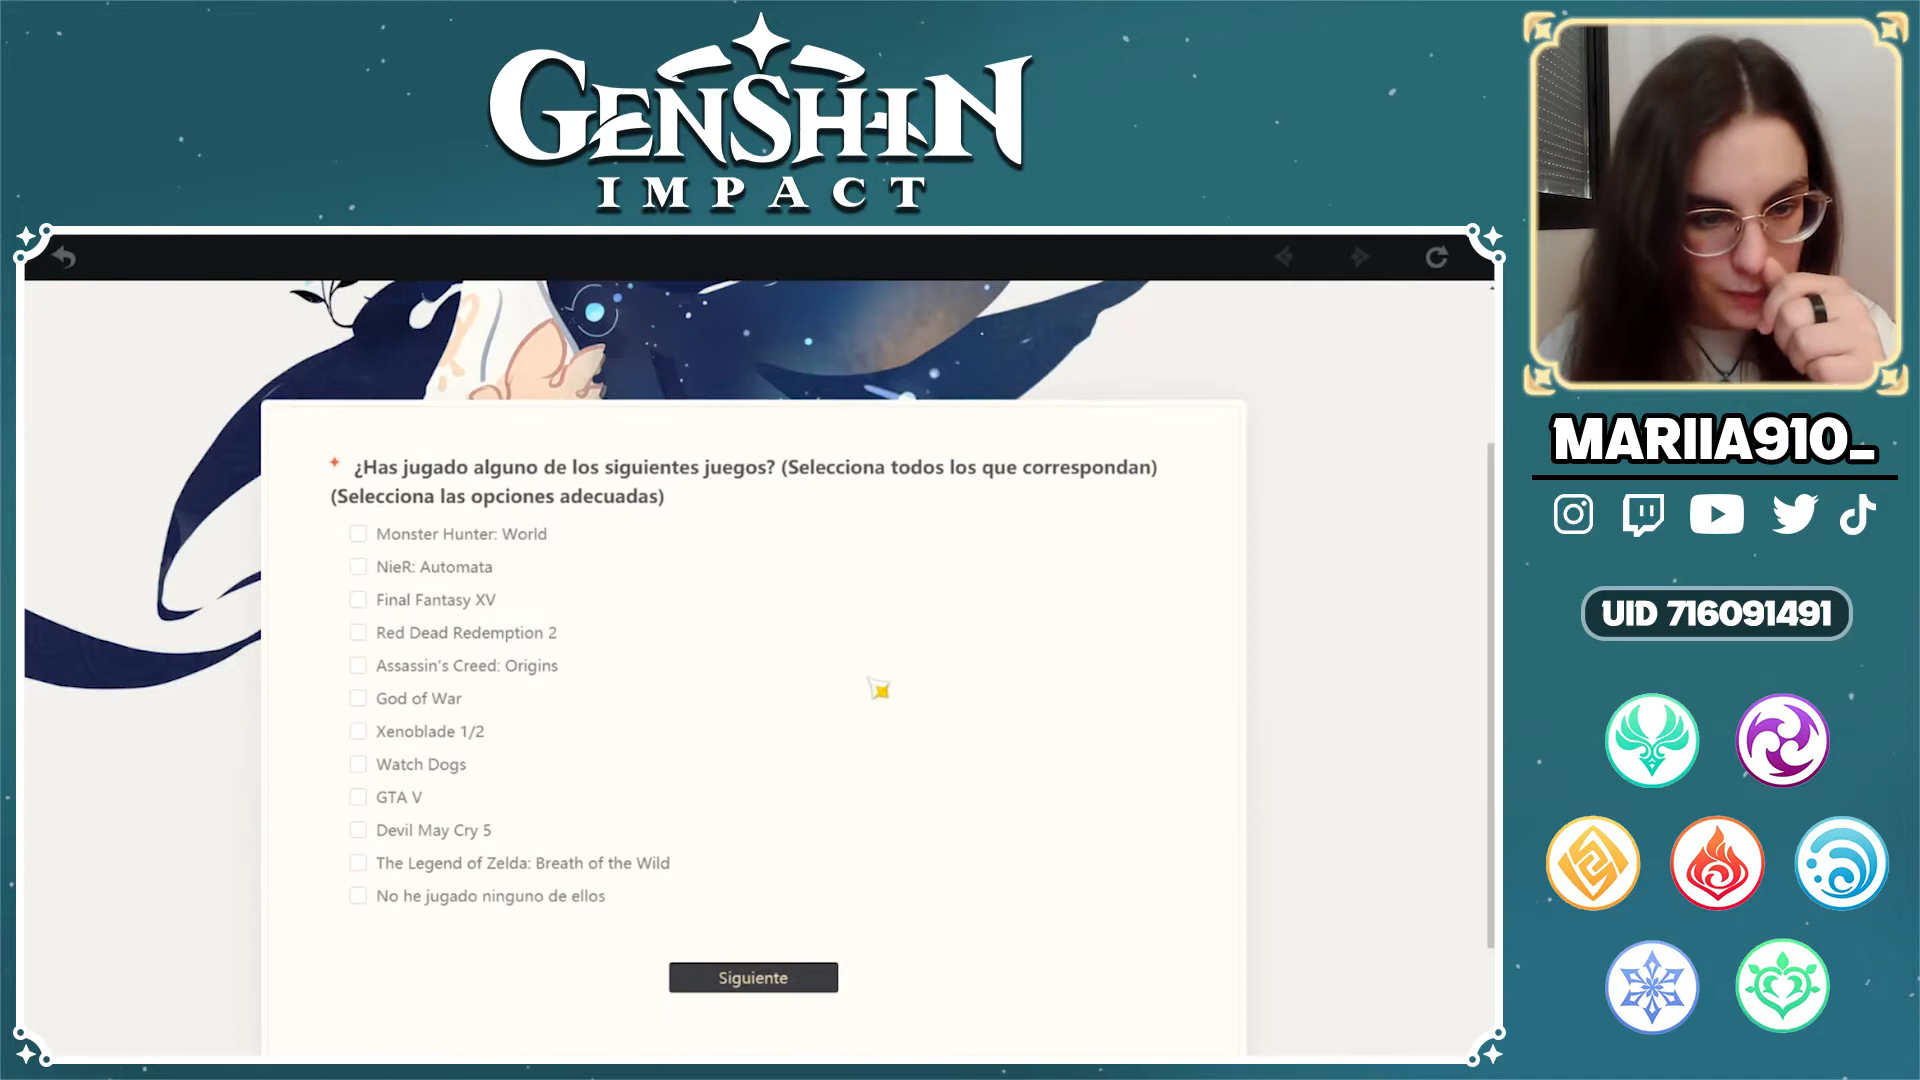 GENSHIN
IMPACT
¿Has jugado alguno de los siguientes juegos? (Selecciona todos los que correspondan)
(Selecciona las opciones adecuadas)
Monster Hunter: World
NieR: Automata
Final Fantasy XV
Red Dead Redemption 2
Assassin's Creed: Origins
God of War
Xenoblade 1/2
Watch Dogs
GTA V
Devil May Cry 5
The Legend of Zelda: Breath of the Wild
No he jugado ninguno de ellos
Siguiente
MARIIA910_
UID 716091491